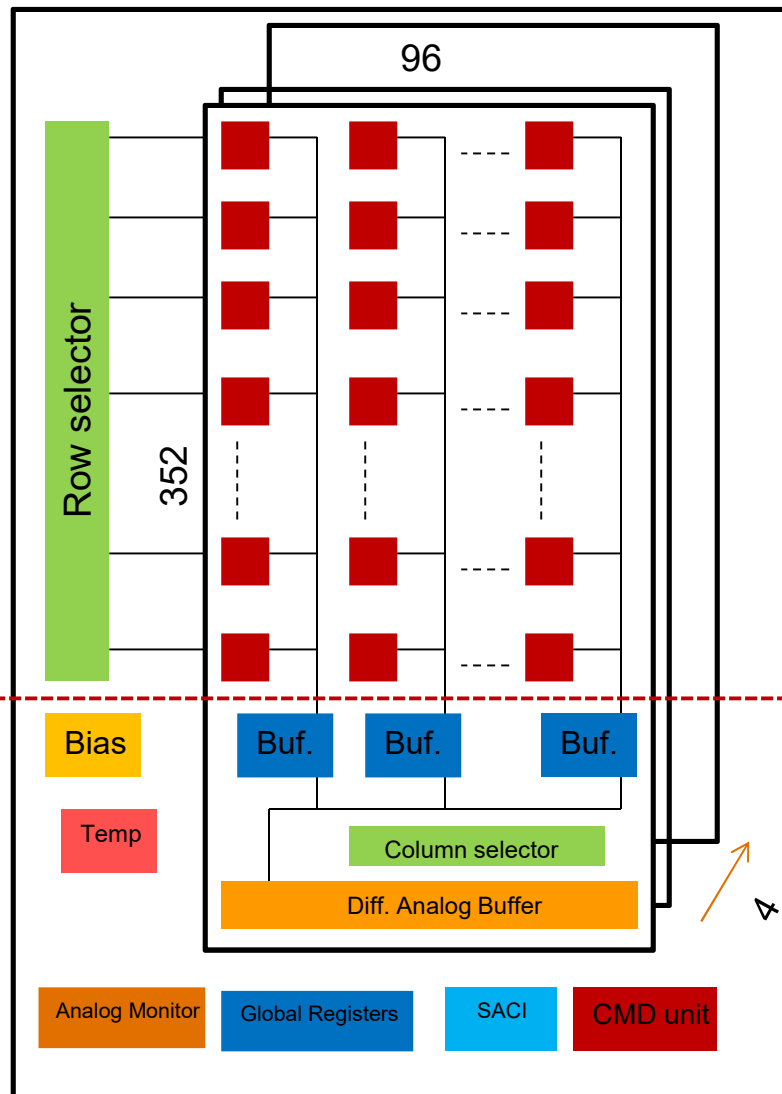 96
Row selector
352
Bias
Buf.
Buf.
Buf.
Temp
Column selector
Diff. Analog Buffer
4
Analog Monitor
Global Registers
SACI
CMD unit